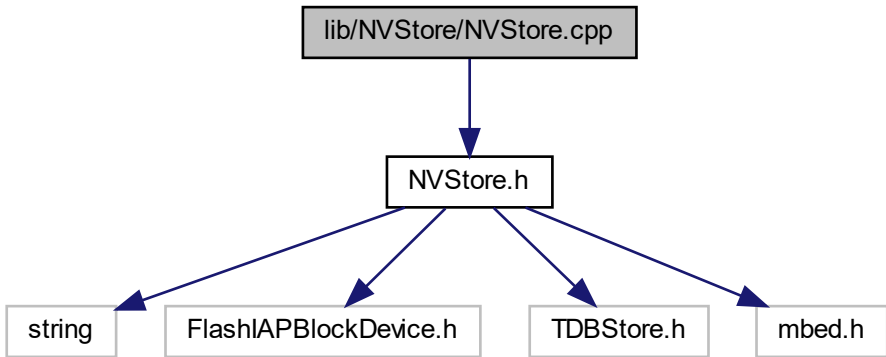 lib/NVStore/NVStore.cpp
NVStore.h
string
FlashIAPBlockDevice.h
TDBStore.h
mbed.h